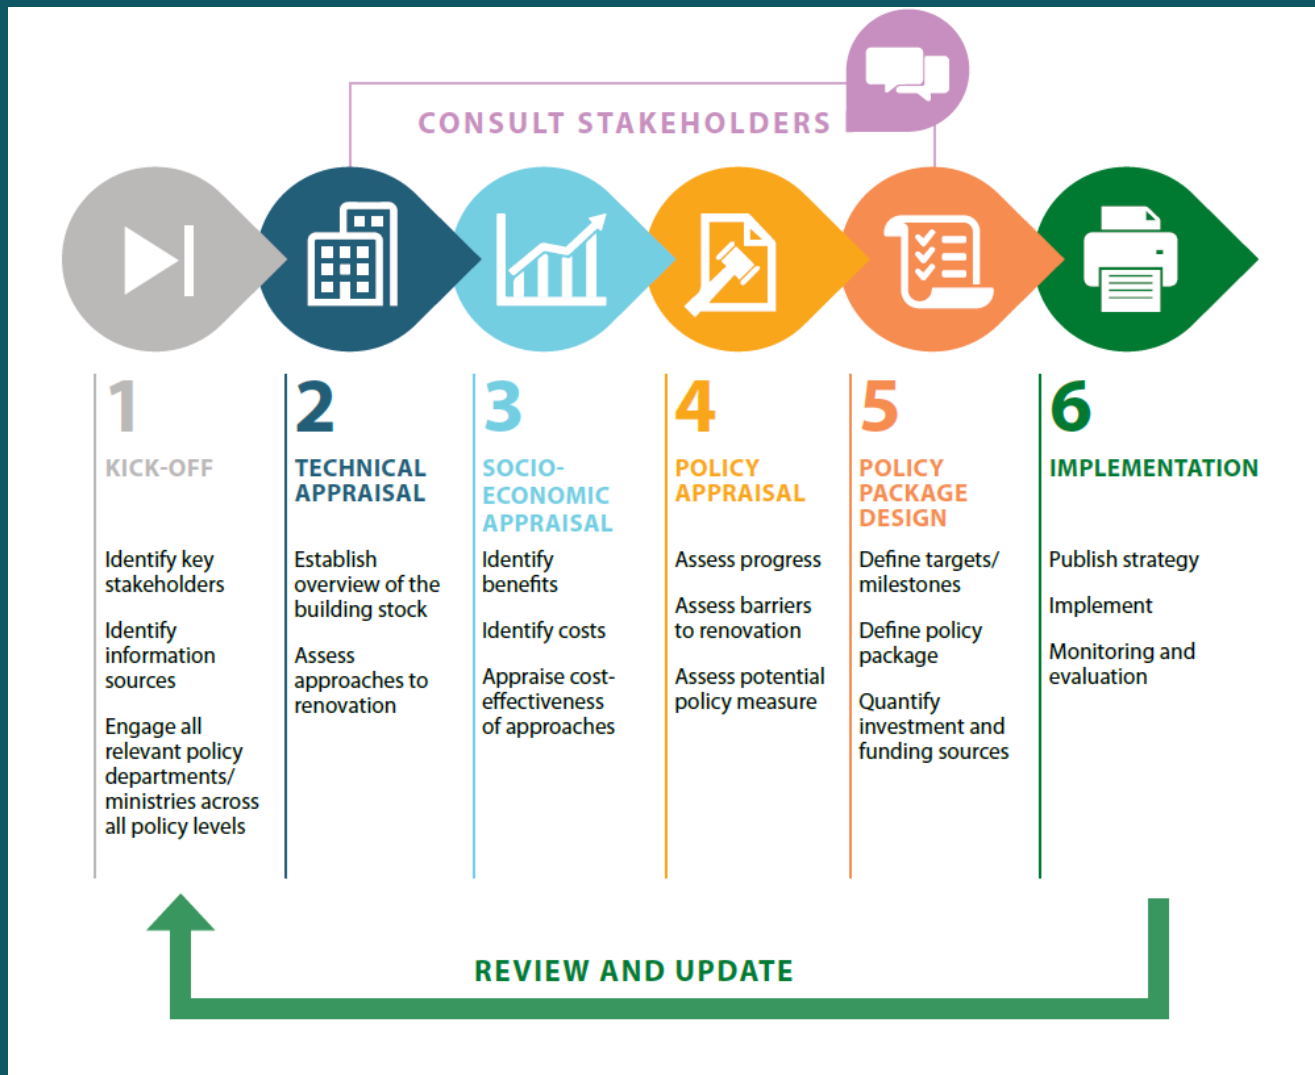 CONSULT STAKEHOLDERS
1
KICK-OFF
Identify key
stakeholders
Identify
information
sources
Engage all
relevant policy
departments/
ministries across
all policy levels
2
TECHNICAL
APPRAISAL
Establish
overview of the
building stock
Assess
approaches to
renovation
3
SOCIO-
ECONOMIC
APPRAISAL
Identify
benefits
Identify costs
Appraise cost-
effectiveness
of approaches
4
POLICY
APPRAISAL
Assess progress
Assess barriers
to renovation
Assess potential
policy measure
5
POLICY
PACKAGE
DESIGN
Define targets/
milestones
Define policy
package
Quantify
investment and
funding sources
6
IMPLEMENTATION
Publish strategy
Implement
Monitoring and
evaluation
REVIEW AND UPDATE